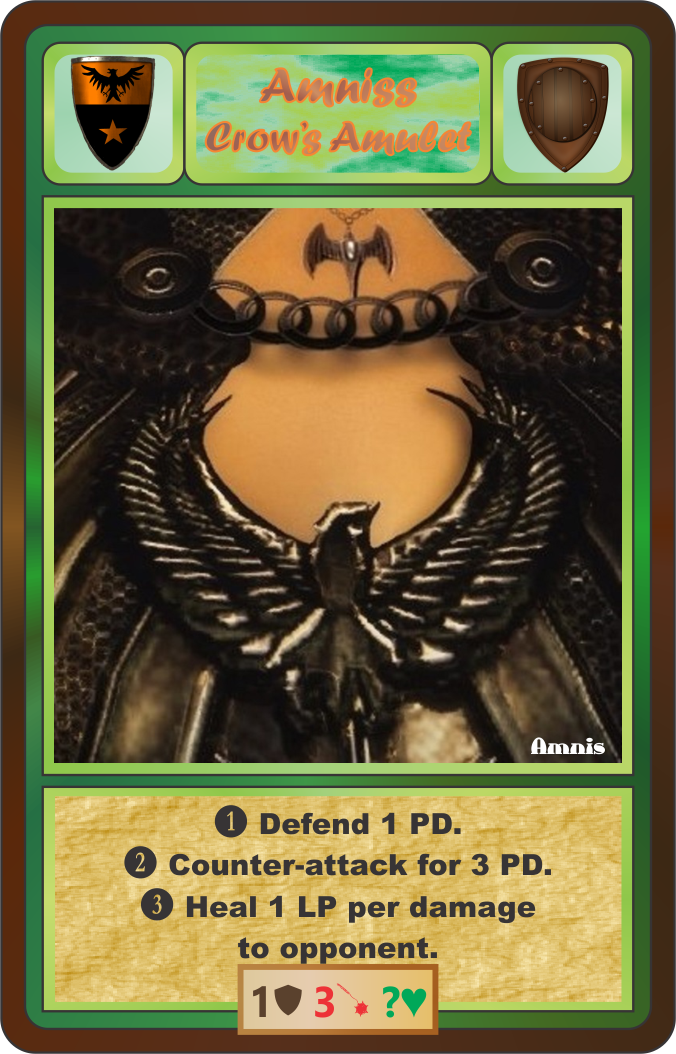 Amniss
Crow's Amulet
Amnis
❶ Defend 1 PD.
❷ Counter-attack for 3 PD.
❸ Heal 1 LP per damage
to opponent.
1 3 ?